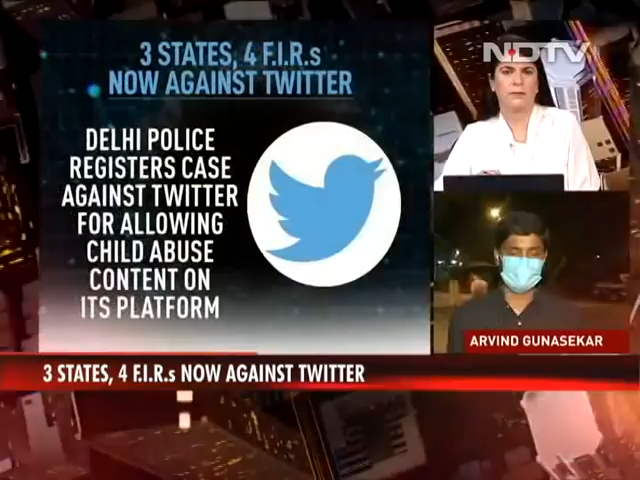 3 STATES, 4 F.I.R.s
NOW AGAINST TWITTER
DELHI POLICE
REGISTERS CASE
AGAINST TWITTER
FOR ALLOWING
CHILD ABUSE
CONTENT ON
ITS PLATFORM
NDTV
ARVIND GUNASEKAR
3 STATES, 4 F.I.R.s NOW AGAINST TWITTER